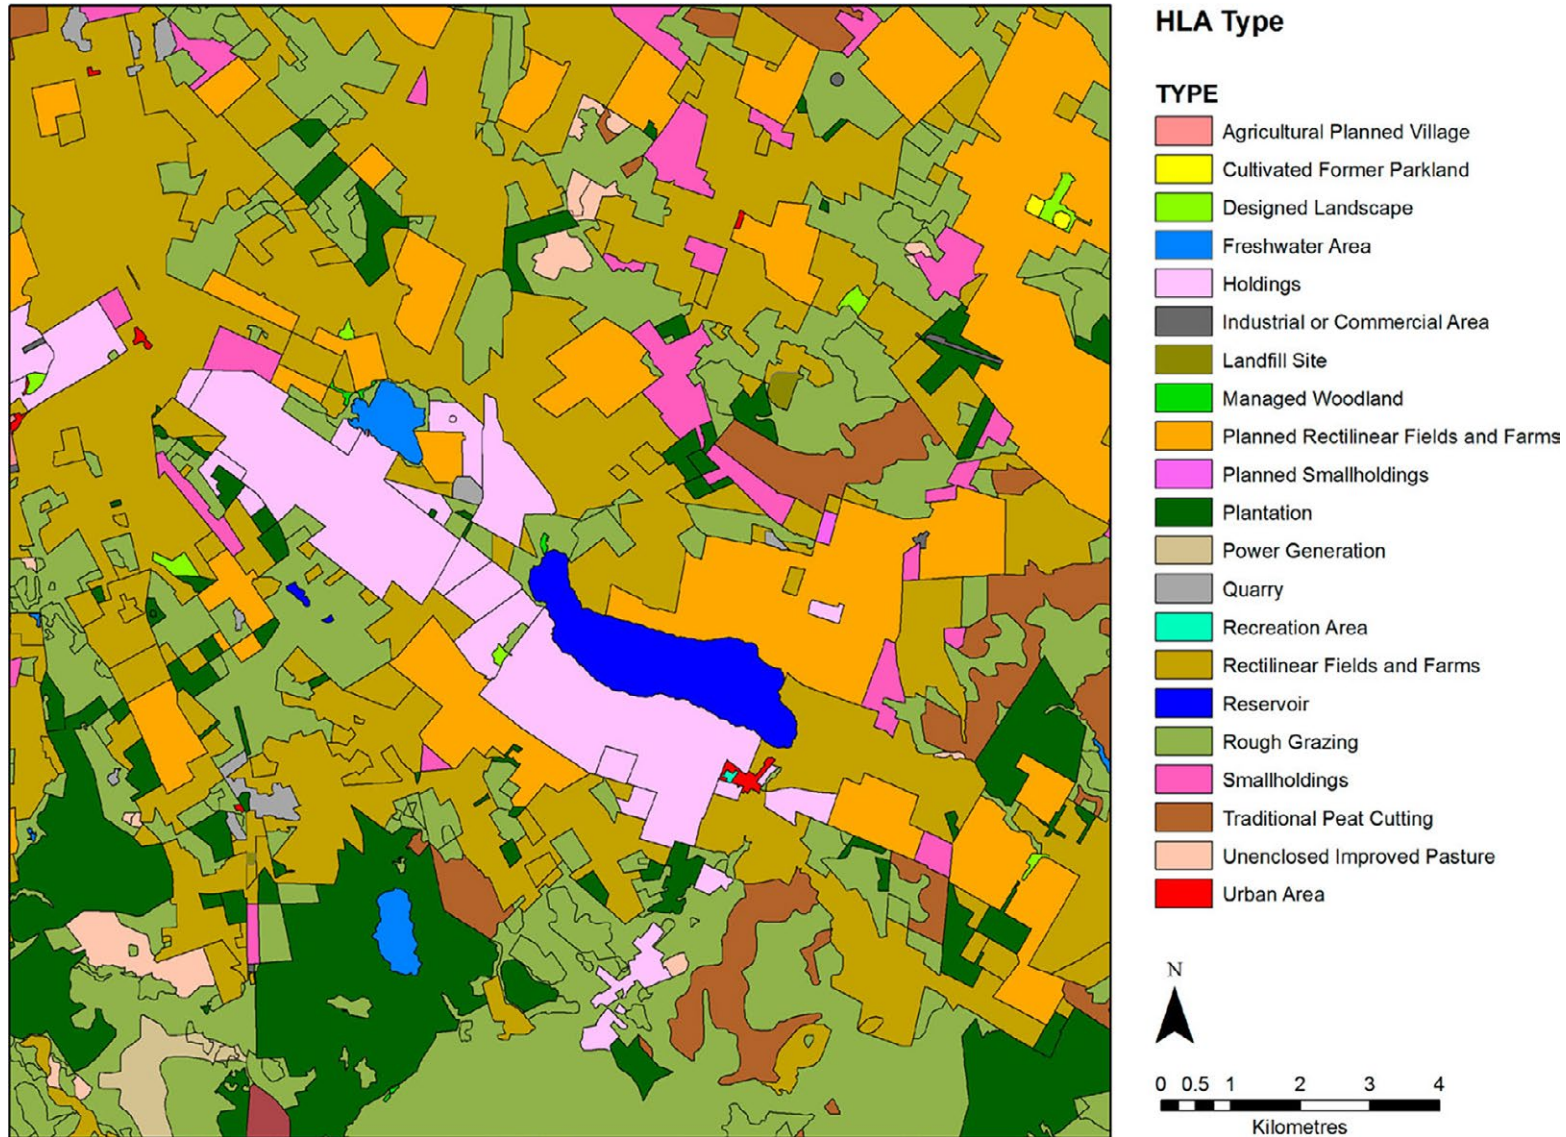 HLA Type
TYPE
Agricultural Planned Village
Cultivated Former Parkland
Designed Landscape
Freshwater Area
Holdings
Industrial or Commercial Area
Landfill Site
Managed Woodland
Planned Rectilinear Fields and Farms
Planned Smallholdings
Plantation
Power Generation
Quarry
Recreation Area
Rectilinear Fields and Farms
Reservoir
Rough Grazing
Smallholdings
Traditional Peat Cutting
Unenclosed Improved Pasture
Urban Area
N
0 0.5 1 2 3 4
Kilometres